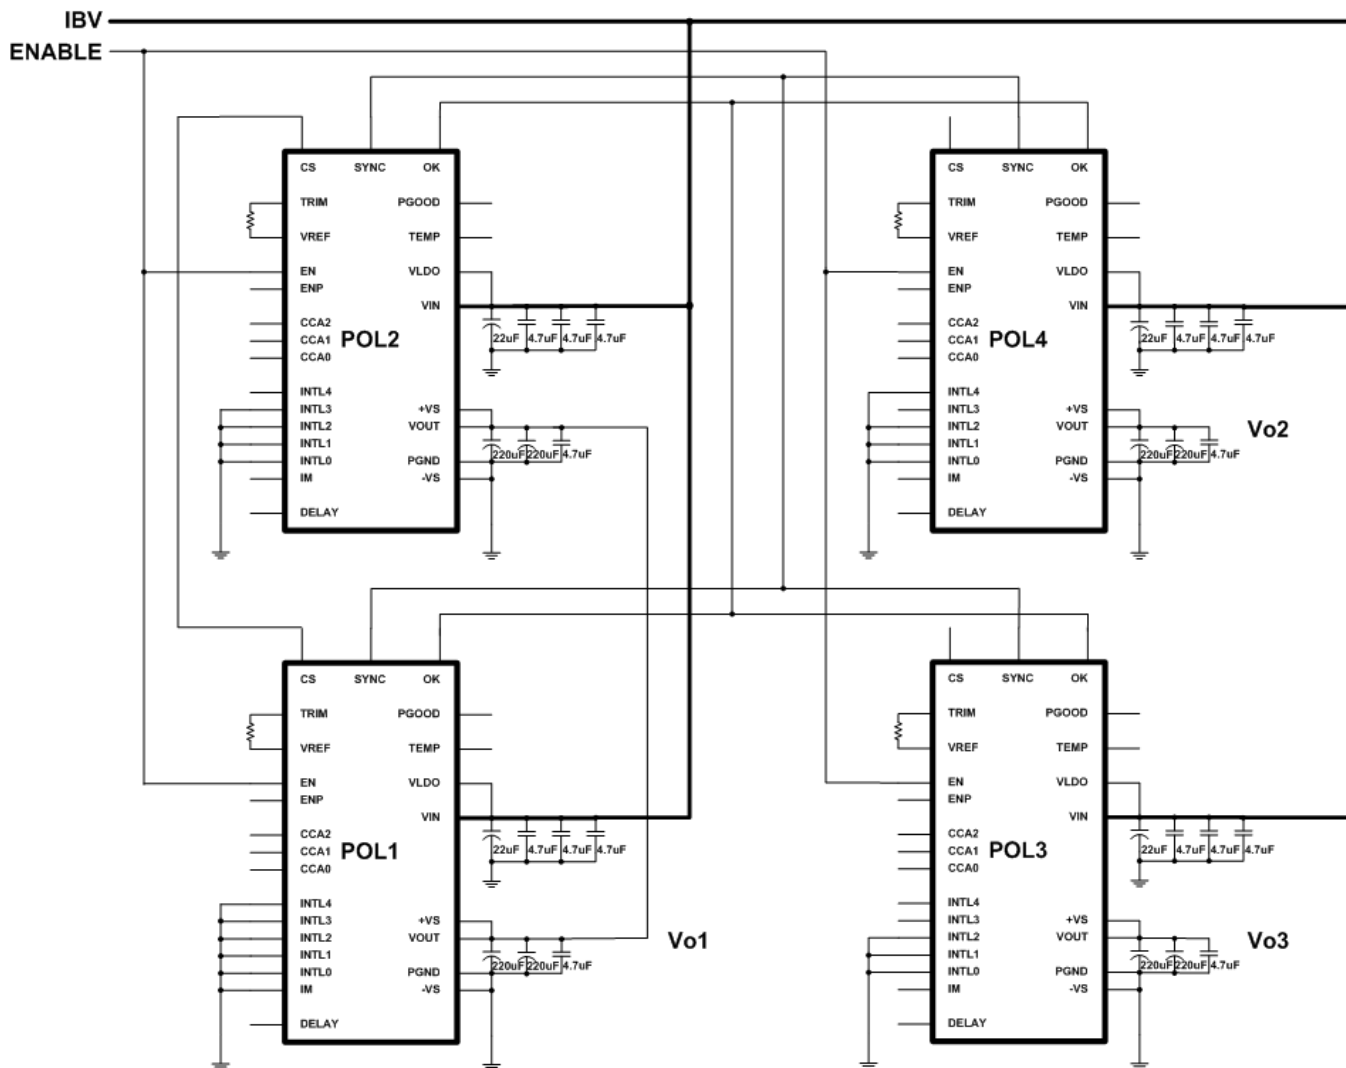 IBV
ENABLE
CS SYNC OK
TRIM PGOOD
VREF TEMP
EN VLDO
ENP
VIN
CCA2
CCA1 POL2 22uF 4.7uF 4.7uF 4.7uF
CCA0
INTL4
INTL3 +VS
INTL2 VOUT
INTL1
INTL0 PGND 220uF 220uF 4.7uF
IM -VS
DELAY
CS SYNC OK
TRIM PGOOD
VREF TEMP
EN VLDO
ENP
VIN
CCA2
CCA1 POL4 22uF 4.7uF 4.7uF 4.7uF
CCA0
INTL4
INTL3 +VS
INTL2 VOUT Vo2
INTL1
INTL0 PGND 220uF 220uF 4.7uF
IM -VS
DELAY
CS SYNC OK
TRIM PGOOD
VREF TEMP
EN VLDO
ENP
VIN
CCA2
CCA1 POL1 22uF 4.7uF 4.7uF 4.7uF
CCA0
INTL4
INTL3 +VS
INTL2 VOUT Vo1
INTL1
INTL0 PGND 220uF 220uF 4.7uF
IM -VS
DELAY
CS SYNC OK
TRIM PGOOD
VREF TEMP
EN VLDO
ENP
VIN
CCA2
CCA1 POL3 22uF 4.7uF 4.7uF 4.7uF
CCA0
INTL4
INTL3 +VS
INTL2 VOUT Vo3
INTL1
INTL0 PGND 220uF 220uF 4.7uF
IM -VS
DELAY